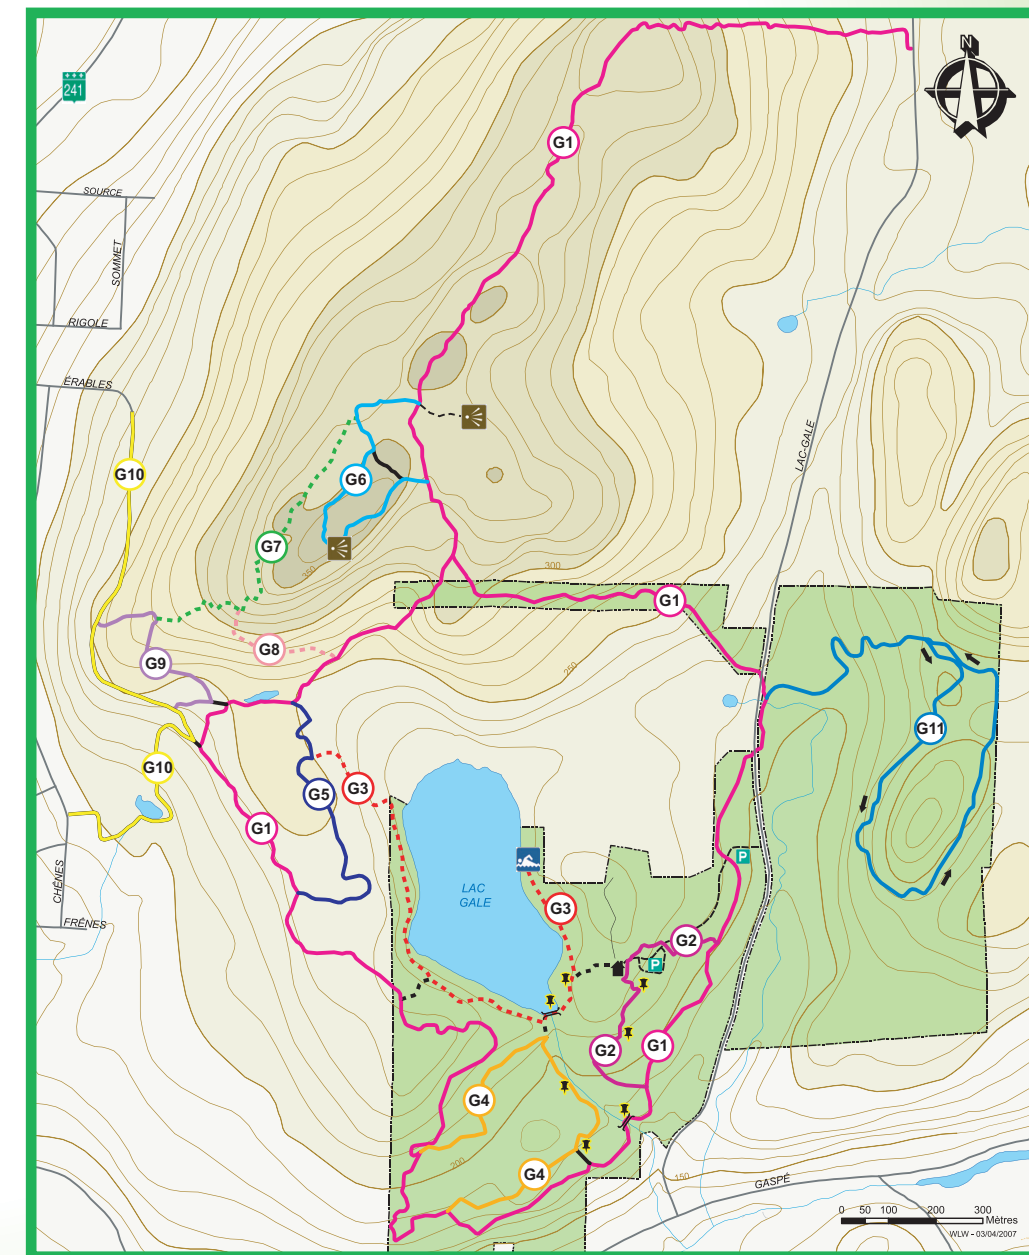 N
241
G1
SOURCE
SOMMET
RIGOLE
ÉRABLES
LAC-GALE
G10
G6
G7
350
300
G1
G8
250
G9
G11
G10
G5
G3
G1
P
CHÊNES
LAC
GALE
G3
FRÊNES
G2
P
G2
G1
G4
200
G4
150
GASPÉ
0 50 100 200 300
Mètres
WLW - 03/04/2007